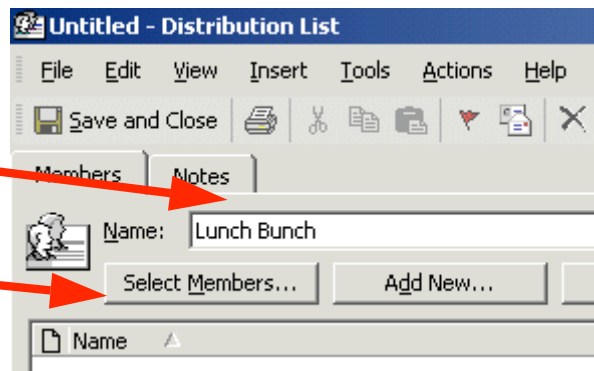 Untitled - Distribution List
File Edit View Insert Tools Actions Help
Save and Close
Members Notes
Name: Lunch Bunch
Select Members... Add New...
Name